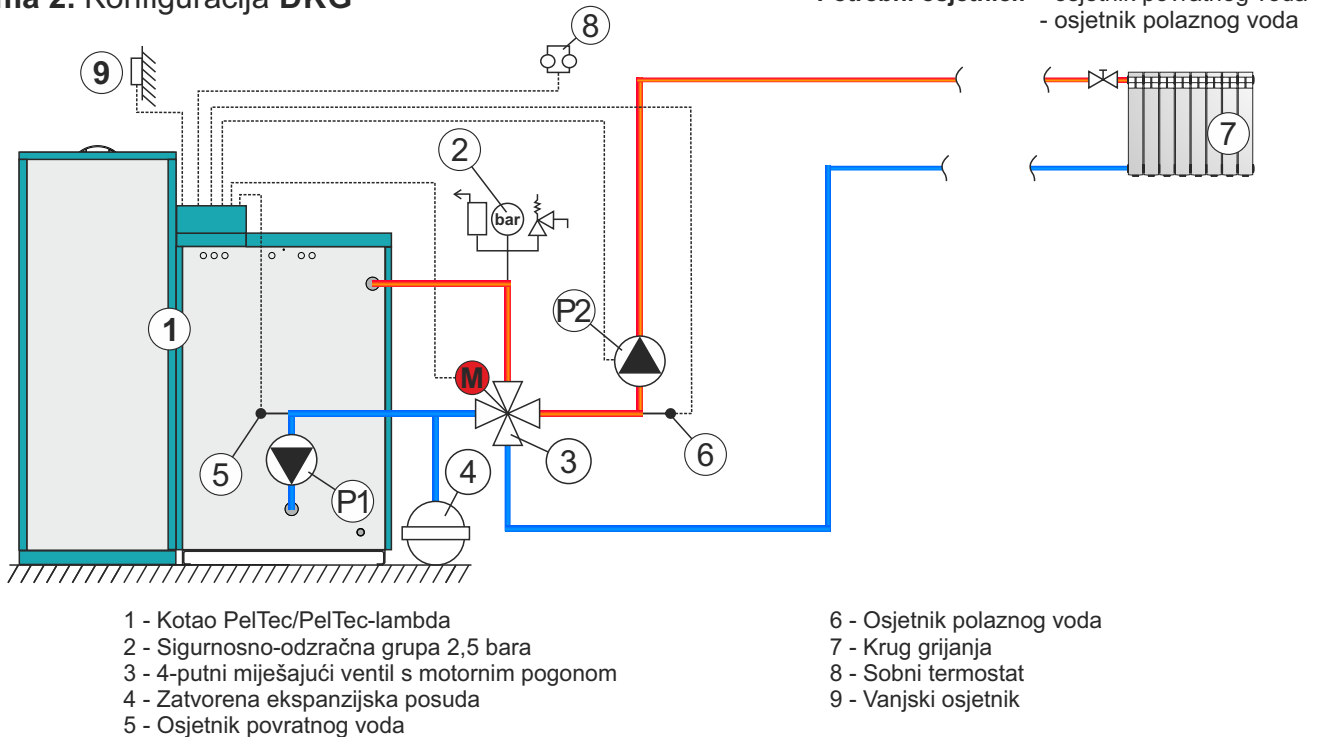 2. Konfiguracija DKG
- osjetnik polaznog voda
8
9
2
bar
7
P2
1
M
5
P1
4
3
6
1 - Kotao PelTec/PelTec-lambda
2 - Sigurnosno-odzračna grupa 2,5 bara
3 - 4-putni miješajući ventil s motornim pogonom
4 - Zatvorena ekspanzijska posuda
5 - Osjetnik povratnog voda
6 - Osjetnik polaznog voda
7 - Krug grijanja
8 - Sobni termostat
9 - Vanjski osjetnik